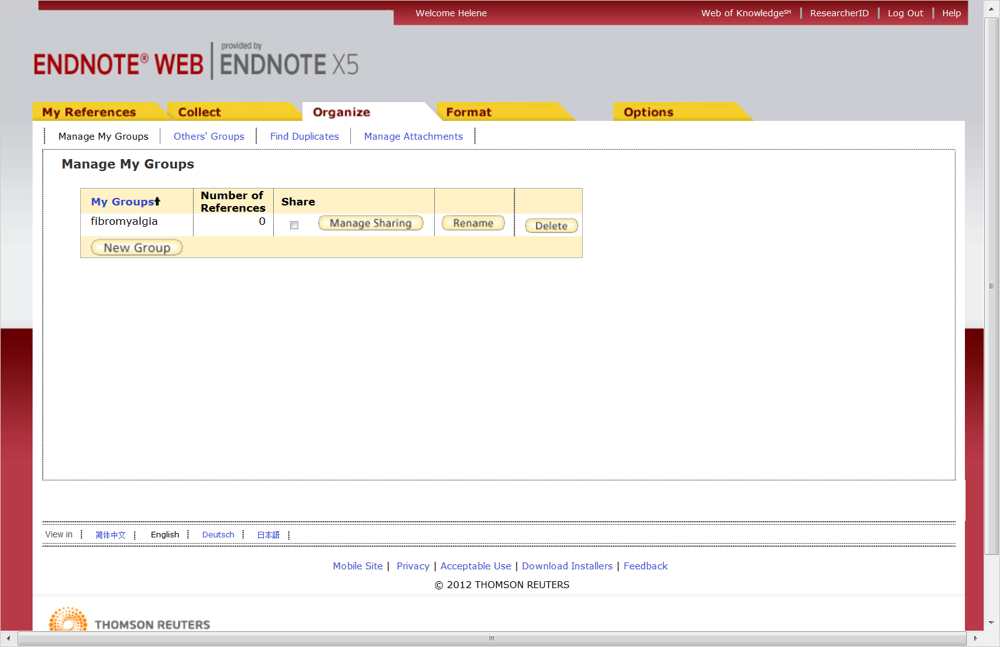 Welcome Helene
Web of Knowledge℠ | ResearcherID | Log Out | Help
ENDNOTE® WEB | provided by ENDNOTE X5
My References Collect Organize Format Options
Manage My Groups Others' Groups Find Duplicates Manage Attachments
Manage My Groups
My Groups Number of References Share
fibromyalgia 0 Manage Sharing Rename Delete
New Group
View in 简体中文 English Deutsch 日本語
Mobile Site | Privacy | Acceptable Use | Download Installers | Feedback
© 2012 THOMSON REUTERS
THOMSON REUTERS